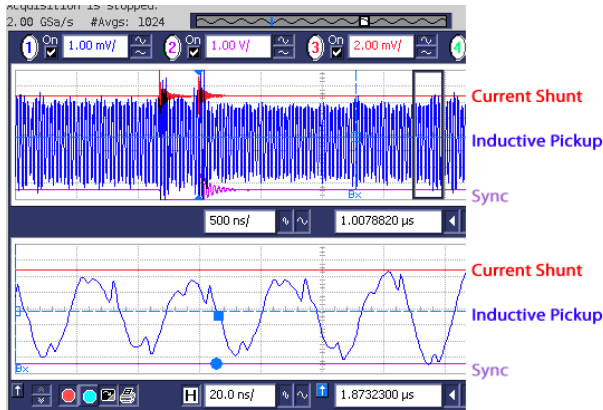 Acquisition is stopped.
2.00 GSa/s #Avgs: 1024
1 On 1.00 mV/ 2 On 1.00 V/ 3 On 2.00 mV/ 4
Current Shunt
Inductive Pickup
Bx
Sync
500 ns/ 1.0078820 µs
Current Shunt
Inductive Pickup
Bx
Sync
H 20.0 ns/ 1.8732300 µs